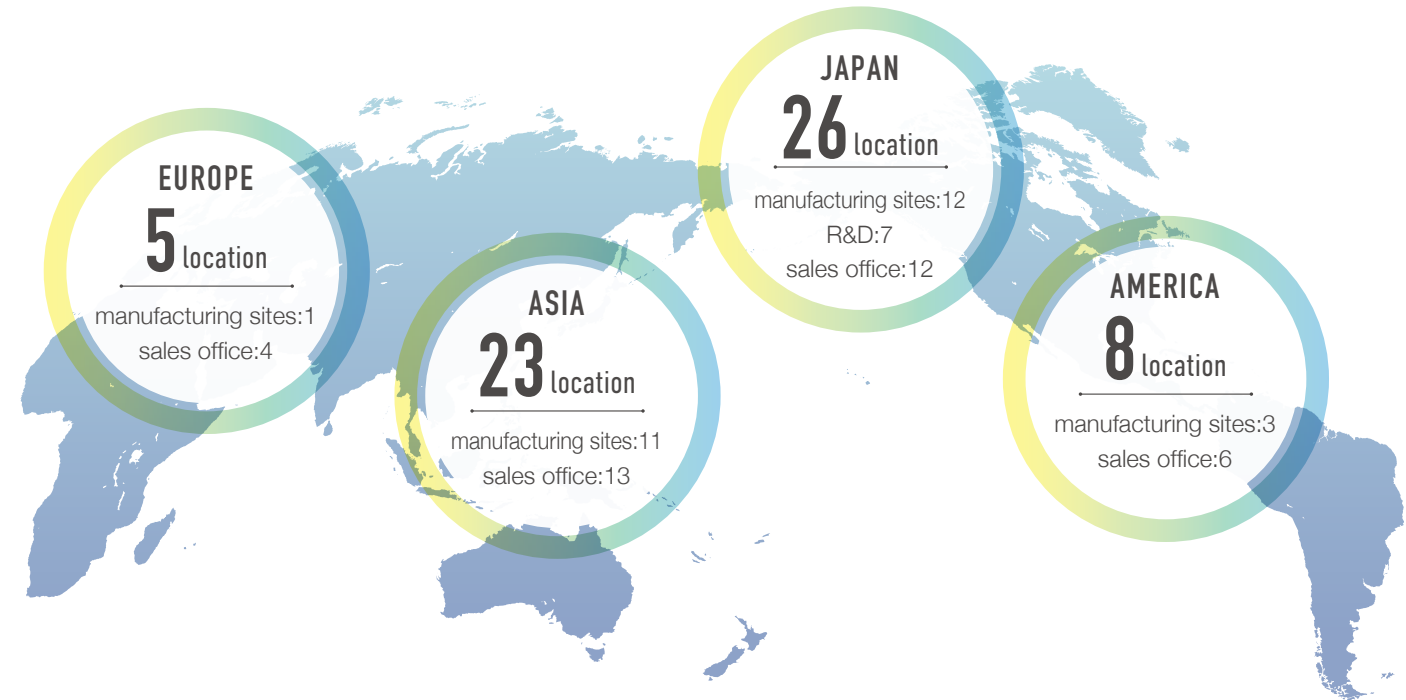 EUROPE
5 location
manufacturing sites:1
sales office:4
ASIA
23 location
manufacturing sites:11
sales office:13
JAPAN
26 location
manufacturing sites:12
R&D:7
sales office:12
AMERICA
8 location
manufacturing sites:3
sales office:6